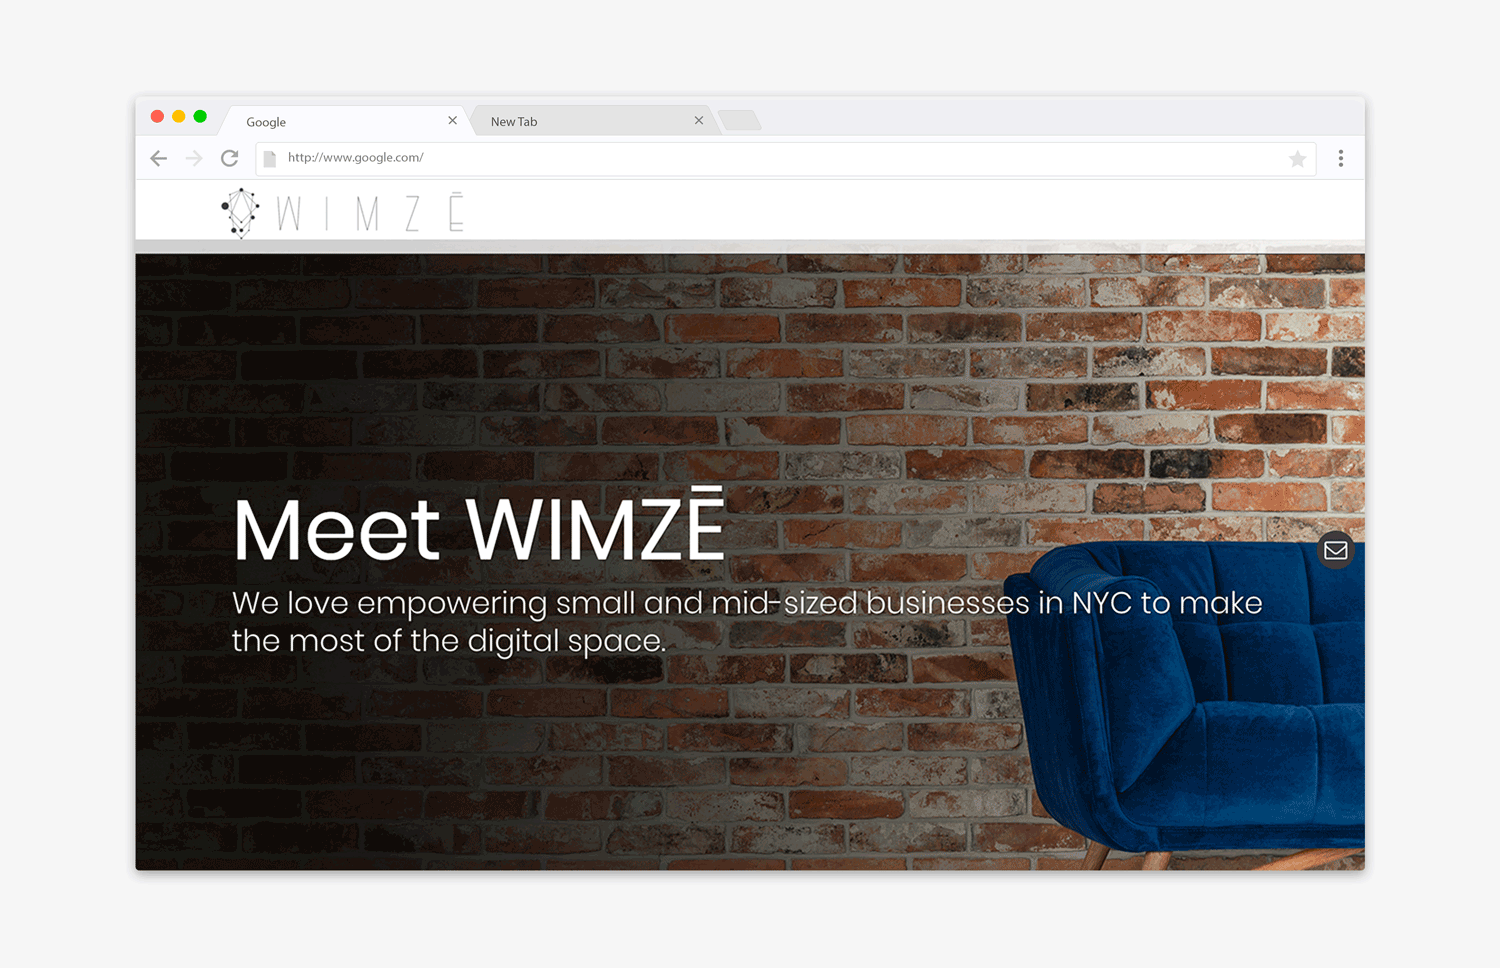 Google
New Tab
http://www.google.com/
WIMZĒ
Meet WIMZĒ
We love empowering small and mid-sized businesses in NYC to make
the most of the digital space.